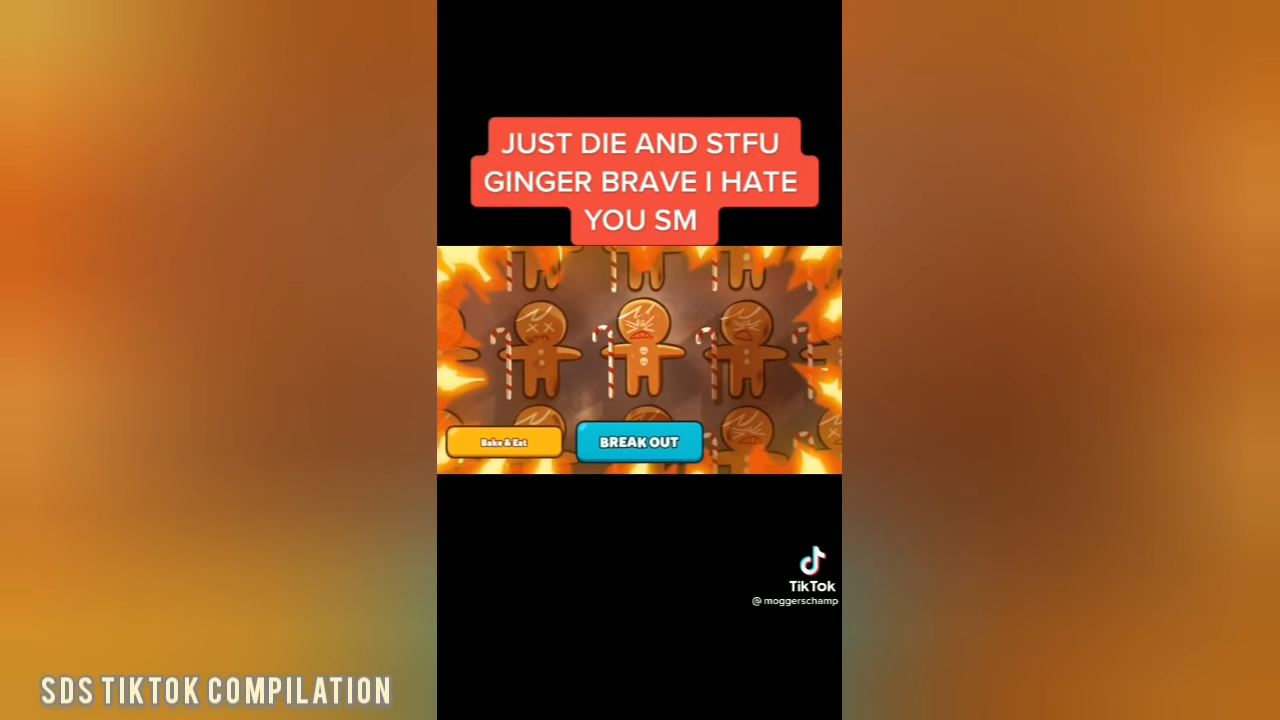 JUST DIE AND STFU
GINGER BRAVE I HATE
YOU SM
Bake & Eat
BREAK OUT
TikTok
@moggerschamp
SDS TIKTOK COMPILATION